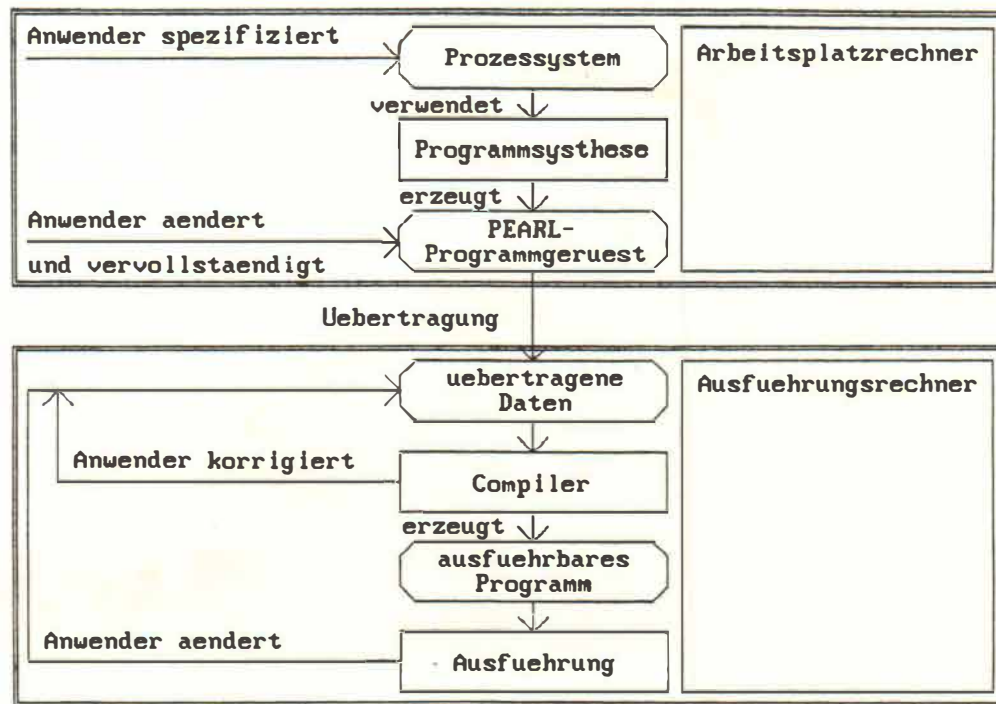 Anwender spezifiziert
Prozessystem
Arbeitsplatzrechner
verwendet
Programmsysthese
erzeugt
Anwender aendert
und vervollstaendigt
PEARL-
Programmgeruest
Uebertragung
uebertragene
Daten
Ausfuehrungsrechner
Anwender korrigiert
Compiler
erzeugt
ausfuehrbares
Programm
Anwender aendert
Ausfuehrung